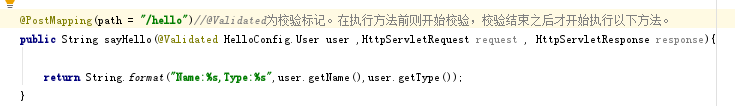 @PostMapping(path = "/hello")//@Validated为校验标记。在执行方法前则开始校验，校验结束之后才开始执行以下方法。
public String sayHello(@Validated HelloConfig.User user ,HttpServletRequest request , HttpServletResponse response){
return String.format("Name:%s,Type:%s",user.getName(),user.getType());
}